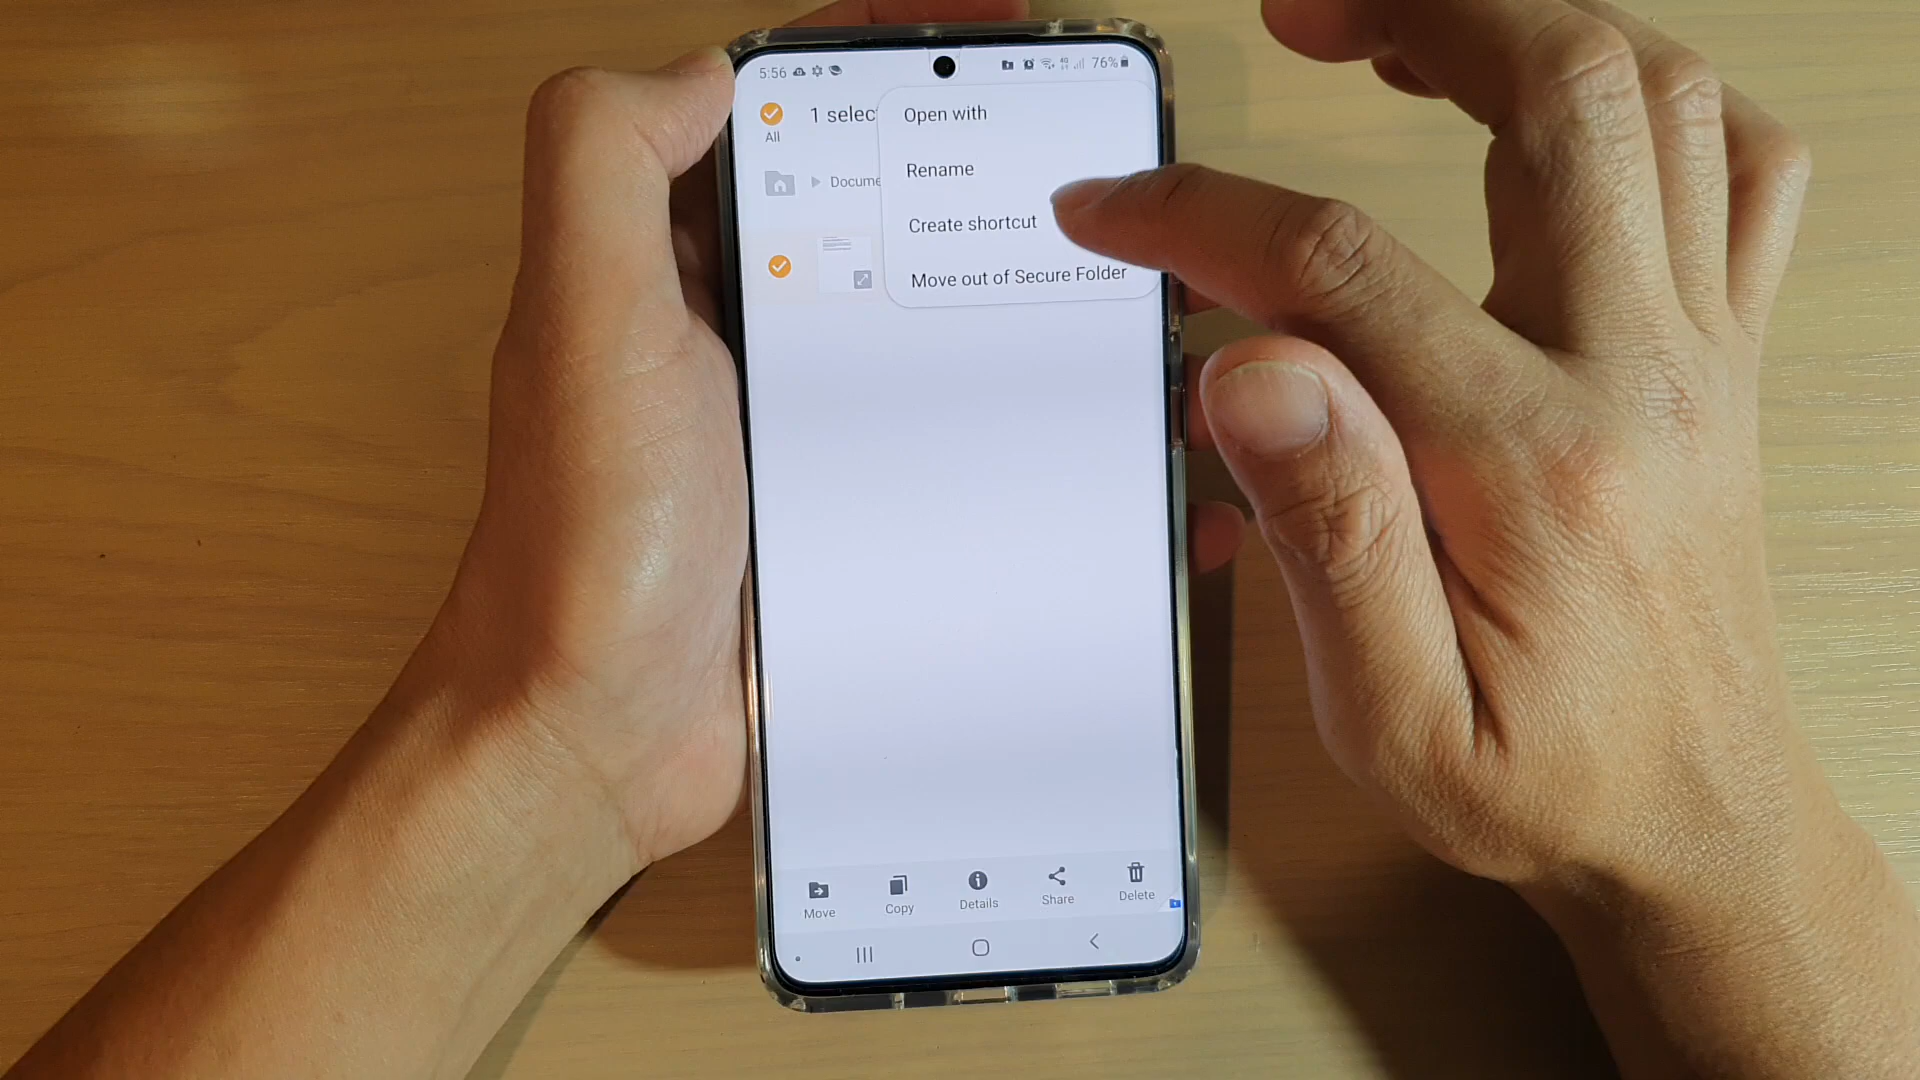 5:56
4G
76%
All
1 selec
Docume
Open with
Rename
Create shortcut
Move out of Secure Folder
Move
Copy
Details
Share
Delete